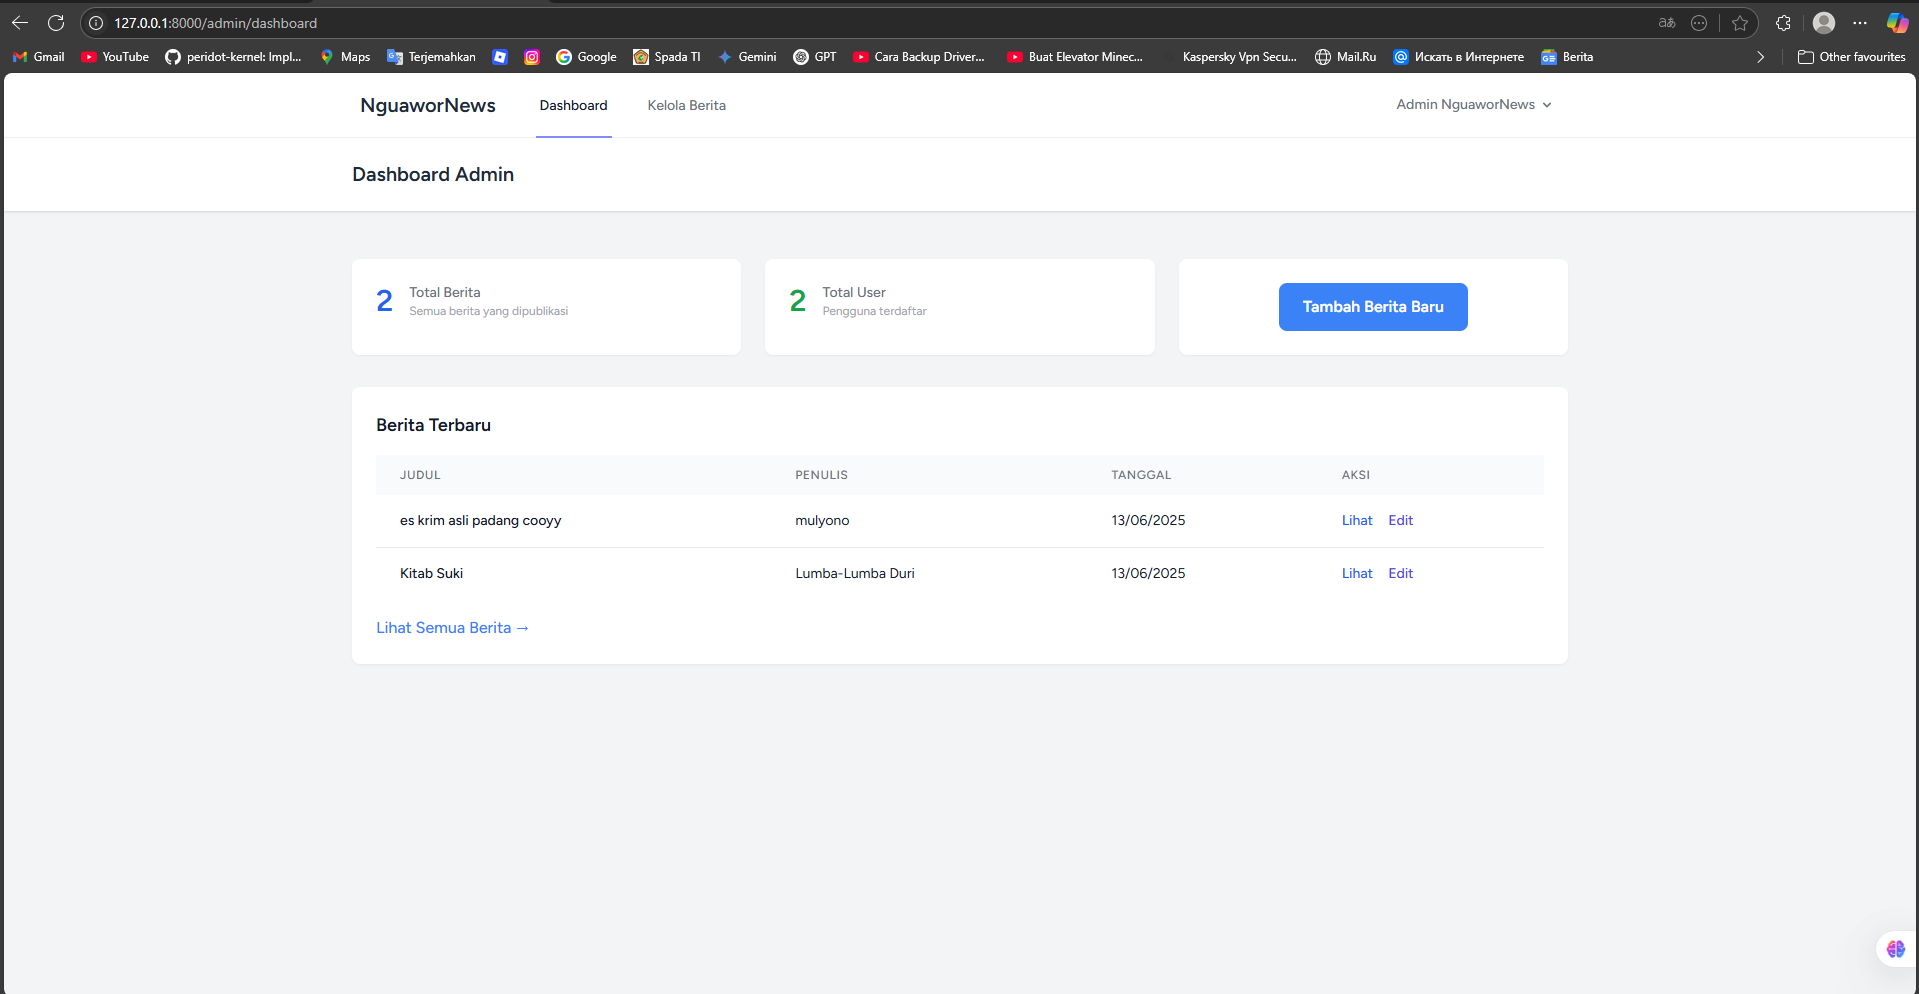 127.0.0.1:8000/admin/dashboard
Gmail YouTube peridot-kernel: Impl... Maps Terjemahkan Google Spada TI Gemini GPT Cara Backup Driver... Buat Elevator Minec... Kaspersky Vpn Secu... Mail.Ru Искать в Интернете Berita Other favourites
NguaworNews Dashboard Kelola Berita Admin NguaworNews
Dashboard Admin
2 Total Berita
Semua berita yang dipublikasi
2 Total User
Pengguna terdaftar
Tambah Berita Baru
Berita Terbaru
JUDUL PENULIS TANGGAL AKSI
es krim asli padang cooyy mulyono 13/06/2025 Lihat Edit
Kitab Suki Lumba-Lumba Duri 13/06/2025 Lihat Edit
Lihat Semua Berita →